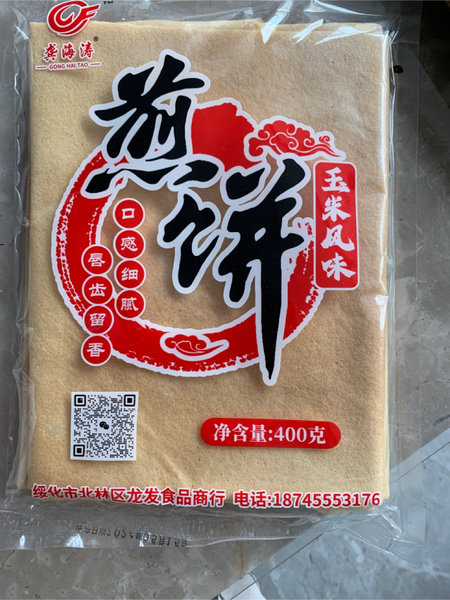 TM
龚海涛®
GONG HAI TAO
煎饼
玉米风味
口感细腻
唇齿留香
净含量:400克
绥化市北林区龙发食品商行 电话:18745553176